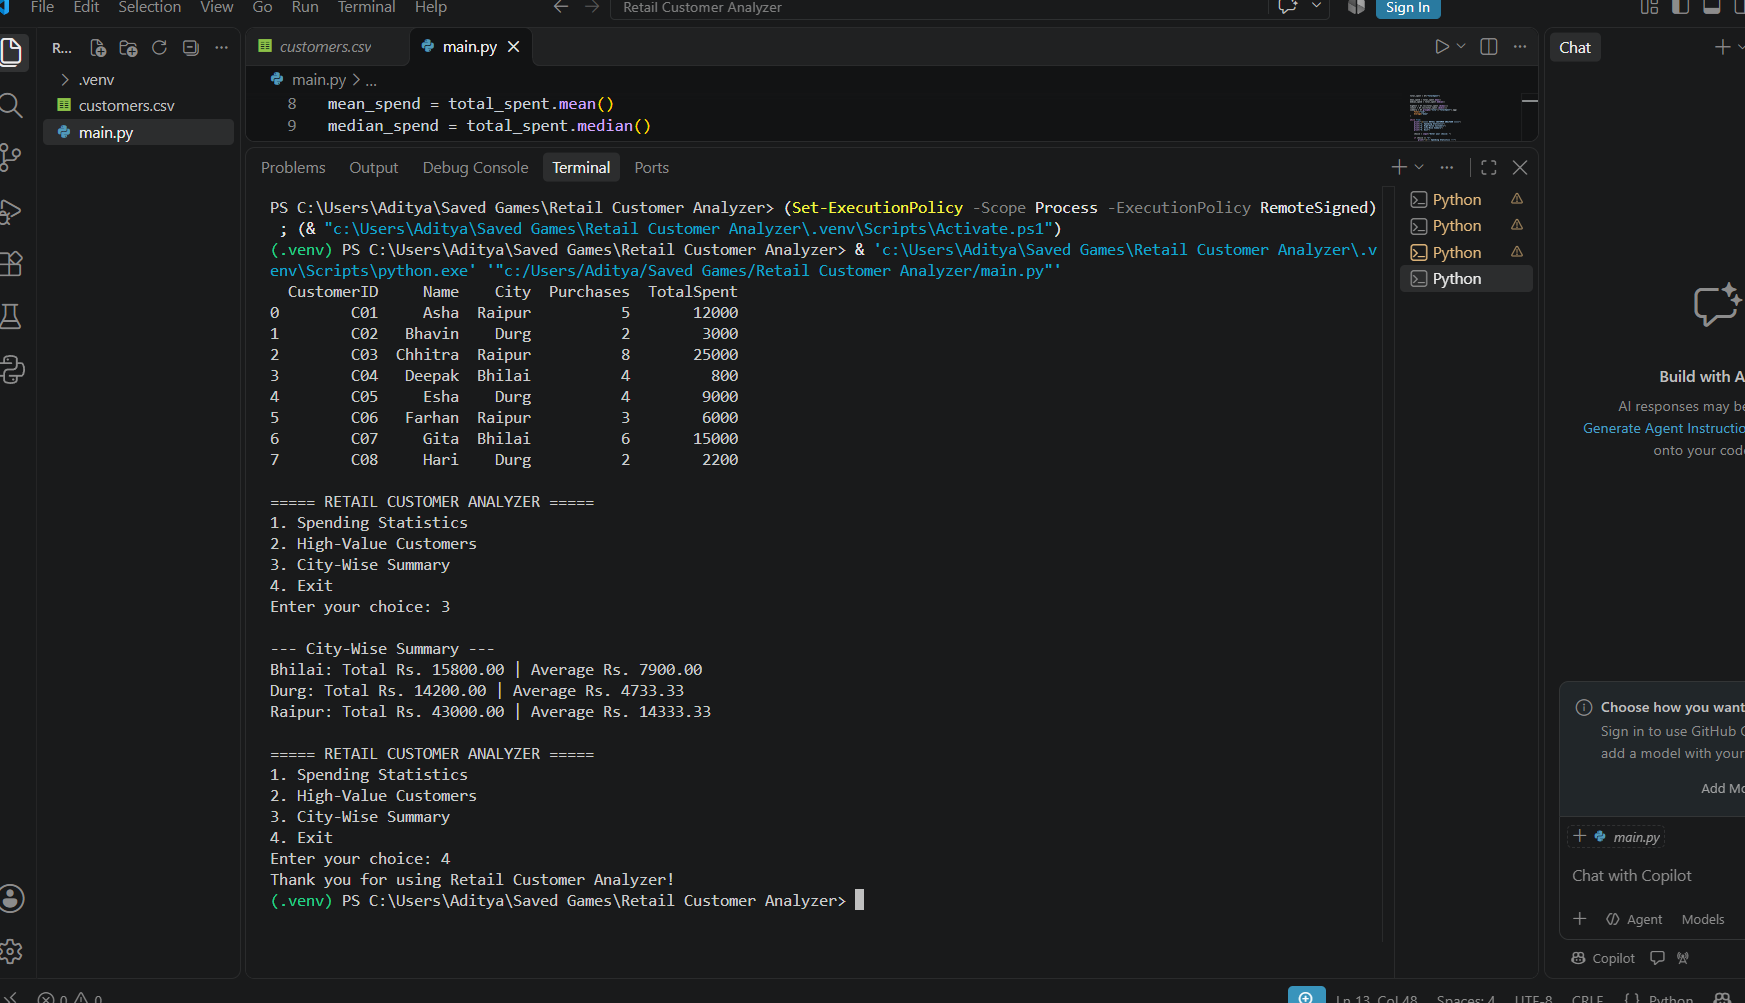 File Edit Selection View Go Run Terminal Help
Retail Customer Analyzer
Sign In
R...
.venv
customers.csv
main.py
customers.csv
main.py
main.py > ...
8 mean_spend = total_spent.mean()
9 median_spend = total_spent.median()
Problems Output Debug Console Terminal Ports
PS C:\Users\Aditya\Saved Games\Retail Customer Analyzer> (Set-ExecutionPolicy -Scope Process -ExecutionPolicy RemoteSigned)
; (& "c:\Users\Aditya\Saved Games\Retail Customer Analyzer\.venv\Scripts\Activate.ps1")
(.venv) PS C:\Users\Aditya\Saved Games\Retail Customer Analyzer> & 'c:\Users\Aditya\Saved Games\Retail Customer Analyzer\.v
env\Scripts\python.exe' '"c:/Users/Aditya/Saved Games/Retail Customer Analyzer/main.py"'
CustomerID Name City Purchases TotalSpent
0 C01 Asha Raipur 5 12000
1 C02 Bhavin Durg 2 3000
2 C03 Chhitra Raipur 8 25000
3 C04 Deepak Bhilai 4 800
4 C05 Esha Durg 4 9000
5 C06 Farhan Raipur 3 6000
6 C07 Gita Bhilai 6 15000
7 C08 Hari Durg 2 2200
===== RETAIL CUSTOMER ANALYZER =====
1. Spending Statistics
2. High-Value Customers
3. City-Wise Summary
4. Exit
Enter your choice: 3
--- City-Wise Summary ---
Bhilai: Total Rs. 15800.00 | Average Rs. 7900.00
Durg: Total Rs. 14200.00 | Average Rs. 4733.33
Raipur: Total Rs. 43000.00 | Average Rs. 14333.33
===== RETAIL CUSTOMER ANALYZER =====
1. Spending Statistics
2. High-Value Customers
3. City-Wise Summary
4. Exit
Enter your choice: 4
Thank you for using Retail Customer Analyzer!
(.venv) PS C:\Users\Aditya\Saved Games\Retail Customer Analyzer>
Python
Python
Python
Python
Chat
Build with A
AI responses may be
Generate Agent Instructio
onto your cod
Choose how you want
Sign in to use GitHub C
add a model with your
Add Mo
main.py
Chat with Copilot
Agent Models
Copilot
0 0
Ln 13, Col 48 Spaces: 4 UTF-8 CRLF {} Python